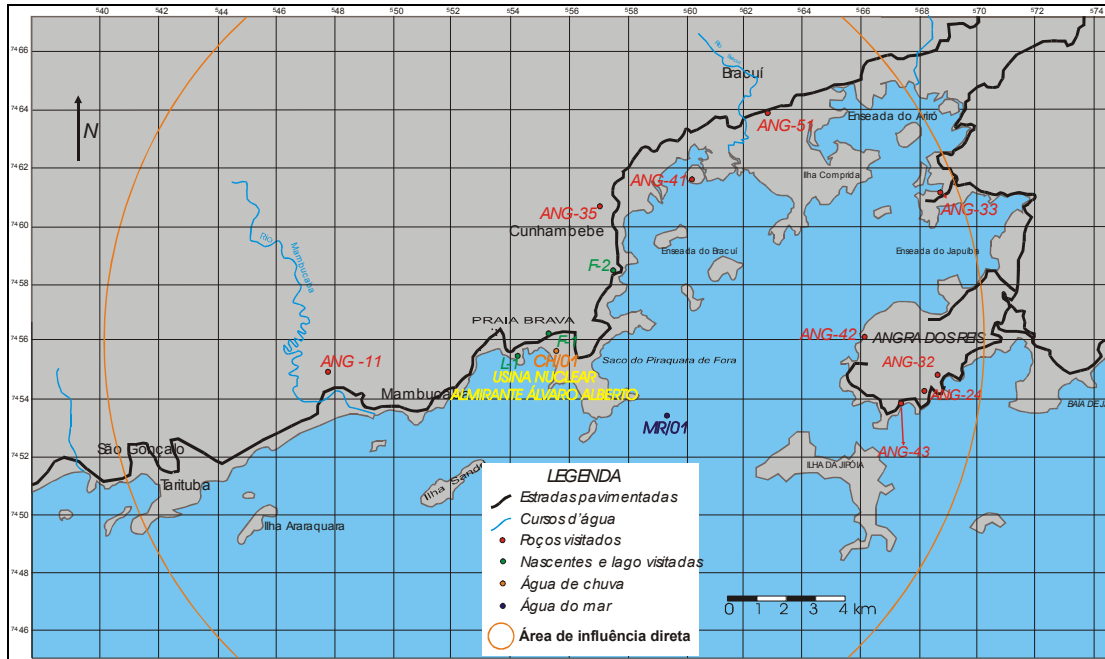 540 542 544 546 548 550 552 554 556 558 560 562 564 566 568 570 572 574
7466
7464
7462
7460
7458
7456
7454
7452
7450
7448
7446
N
Bracuí
Enseada do Ariró
ANG-51
Ilha Comprida
ANG-41
ANG-33
ANG-35
Cunhambebe
Enseada do Bracuí
Enseada do Japuíba
F-2
Rio Mambucaba
PRAIA BRAVA
F-1
L-1
CH/01
Saco do Piraquara de Fora
ANG-42
ANGRA DOS REIS
ANG -11
ANG-32
USINA NUCLEAR
ALMIRANTE ÁLVARO ALBERTO
Mambucaba
ANG-24
MR/01
ANG-43
São Gonçalo
Tarituba
ILHA DA JIPÓIA
Ilha Araraquara
LEGENDA
Estradas pavimentadas
Cursos d'água
Poços visitados
Nascentes e lago visitadas
Água de chuva
Água do mar
Área de influência direta
0 1 2 3 4 km